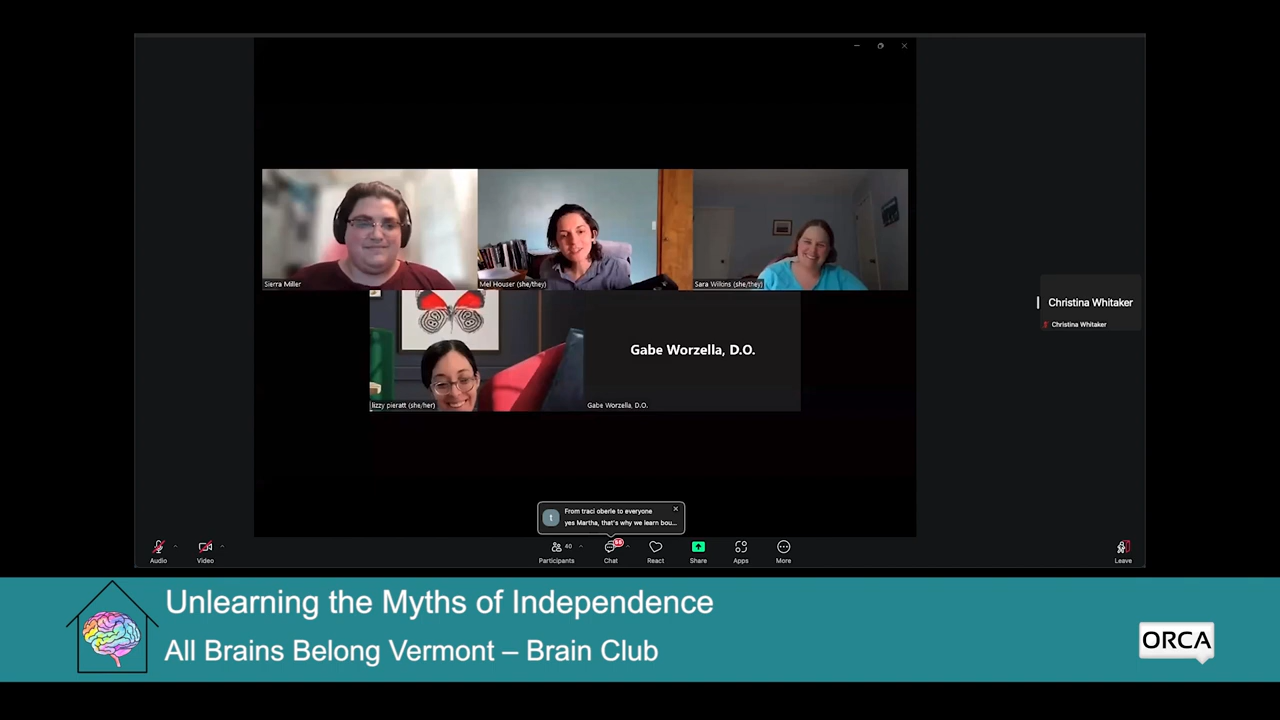 Sierra Miller
Mel Houser (she/they)
Sara Wilkins (she/they)
Christina Whitaker
Christina Whitaker
Gabe Worzella, D.O.
lizzy pieratt (she/her)
Gabe Worzella, D.O.
From traci oberle to everyone
t
yes Martha, that's why we learn bou...
40
Audio
Video
Participants
Chat
React
Share
Apps
More
Leave
Unlearning the Myths of Independence
All Brains Belong Vermont – Brain Club
ORCA